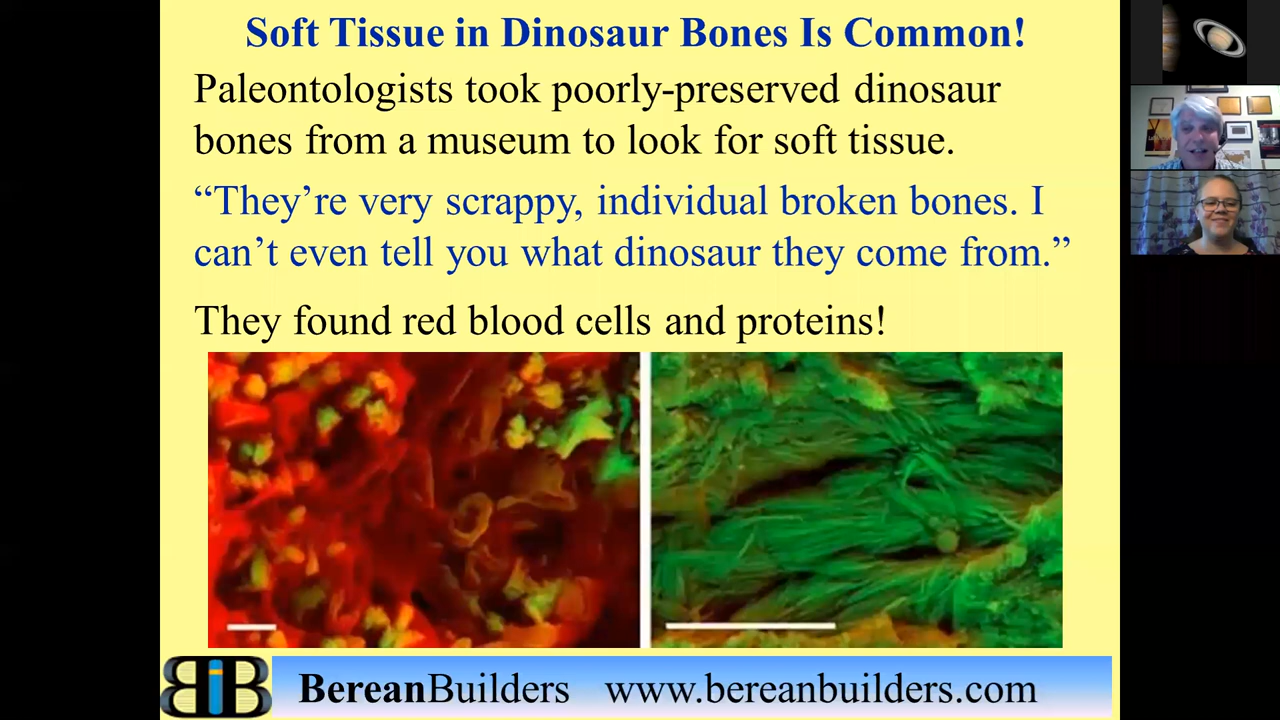 Soft Tissue in Dinosaur Bones Is Common!
Paleontologists took poorly-preserved dinosaur
bones from a museum to look for soft tissue.
“They’re very scrappy, individual broken bones. I
can’t even tell you what dinosaur they come from.”
They found red blood cells and proteins!
BiB BereanBuilders www.bereanbuilders.com